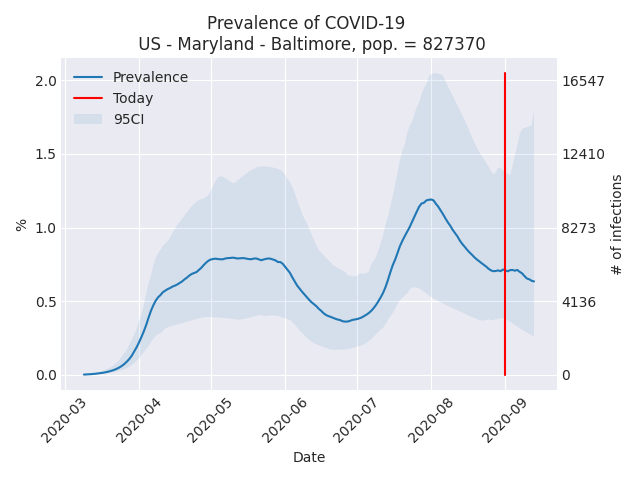 Prevalence of COVID-19
US - Maryland - Baltimore, pop. = 827370
Prevalence
Today
95CI
2.0
1.5
1.0
0.5
0.0
%
16547
12410
8273
4136
0
# of infections
2020-03
2020-04
2020-05
2020-06
2020-07
2020-08
2020-09
Date